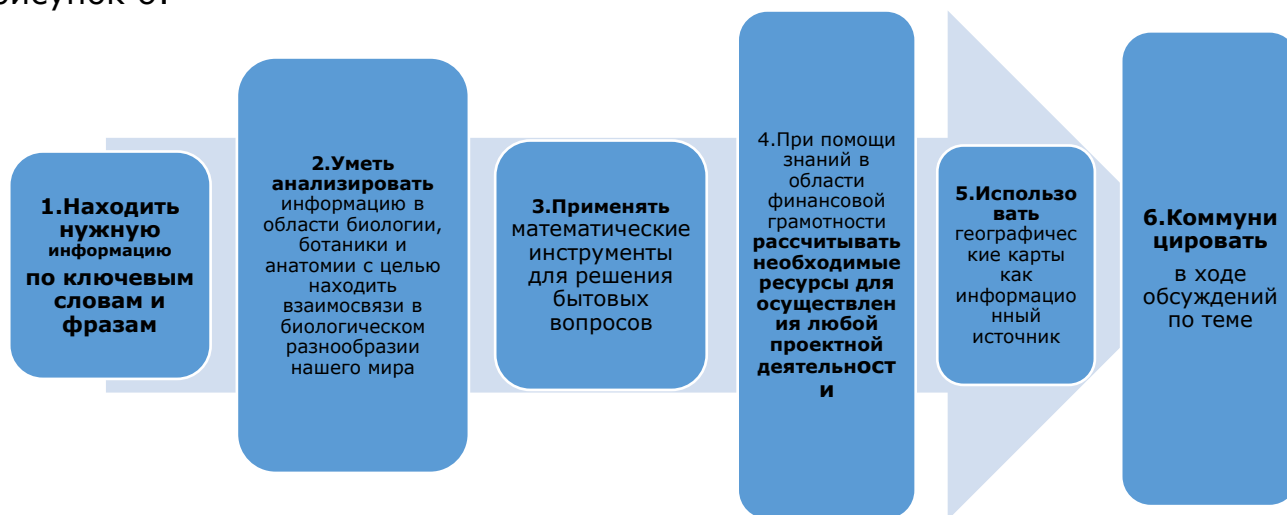 Рисунок 6.
1.Находить
нужную
информацию
по ключевым
словам и
фразам
2.Уметь
анализировать
информацию в
области биологии,
ботаники и
анатомии с целью
находить
взаимосвязи в
биологическом
разнообразии
нашего мира
3.Применять
математические
инструменты
для решения
бытовых
вопросов
4.При помощи
знаний в
области
финансовой
грамотности
рассчитывать
необходимые
ресурсы для
осуществлен
ия любой
проектной
деятельност
и
5.Использо
вать
географичес
кие карты
как
информацио
нный
источник
6.Коммуни
цировать
в ходе
обсуждений
по теме